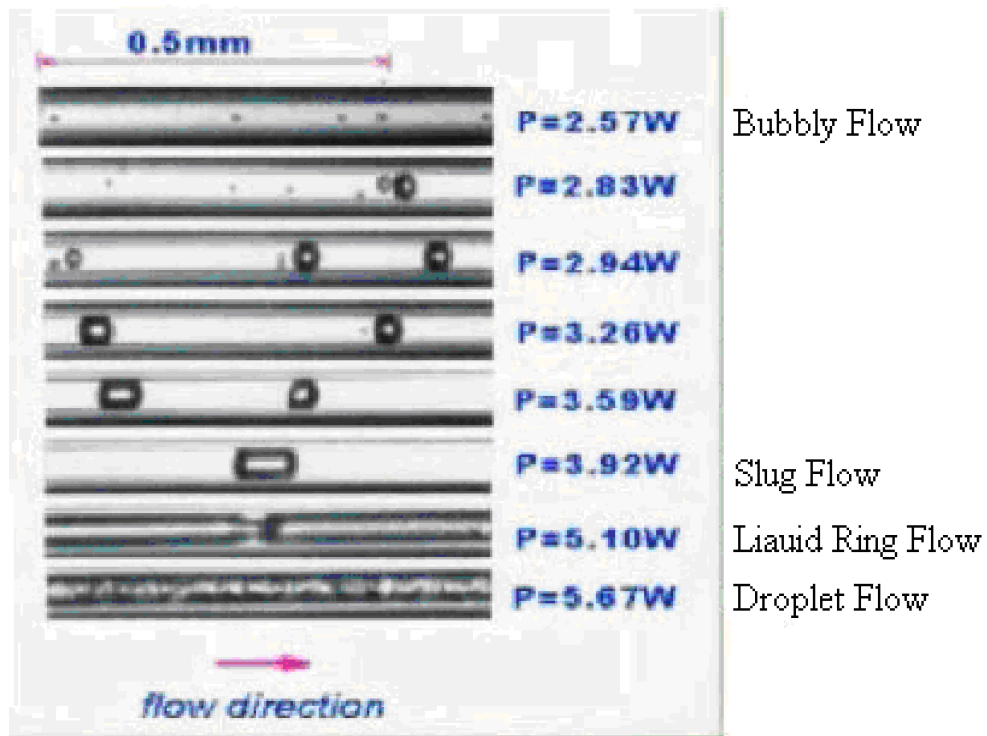 0.5mm
P=2.57W Bubbly Flow
P=2.83W
P=2.94W
P=3.26W
P=3.59W
P=3.92W Slug Flow
P=5.10W Liauid Ring Flow
P=5.67W Droplet Flow
flow direction